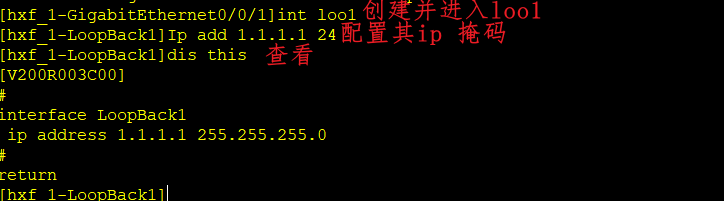 [hxf_1-GigabitEthernet0/0/1]int loo1 创建并进入loo1
[hxf_1-LoopBack1]Ip add 1.1.1.1 24 配置其ip 掩码
[hxf_1-LoopBack1]dis this 查看
[V200R003C00]
#
interface LoopBack1
ip address 1.1.1.1 255.255.255.0
#
return
[hxf_1-LoopBack1]